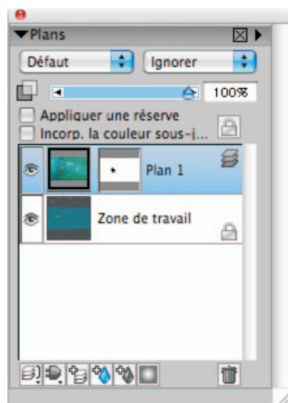 Plans
Défaut Ignorer
100%
Appliquer une réserve
Incorp. la couleur sous-j...
Plan 1
Zone de travail